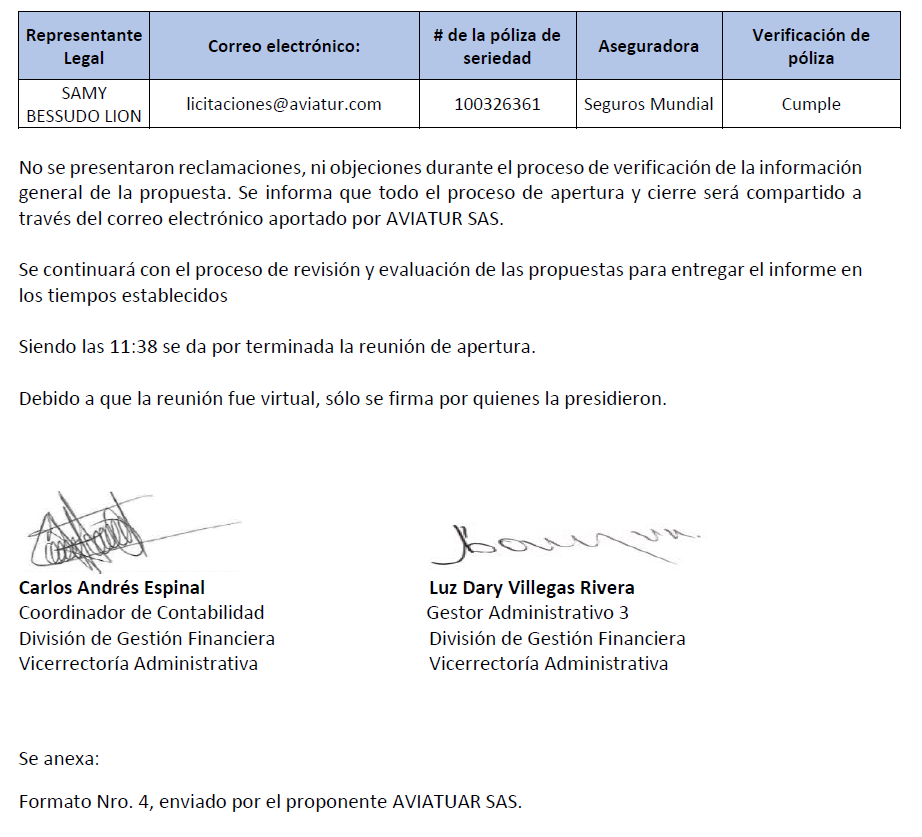 Representante Legal Correo electrónico: # de la póliza de seriedad Aseguradora Verificación de póliza
SAMY BESSUDO LION licitaciones@aviatur.com 100326361 Seguros Mundial Cumple
No se presentaron reclamaciones, ni objeciones durante el proceso de verificación de la información
general de la propuesta. Se informa que todo el proceso de apertura y cierre será compartido a
través del correo electrónico aportado por AVIATUR SAS.
Se continuará con el proceso de revisión y evaluación de las propuestas para entregar el informe en
los tiempos establecidos
Siendo las 11:38 se da por terminada la reunión de apertura.
Debido a que la reunión fue virtual, sólo se firma por quienes la presidieron.
Carlos Andrés Espinal Luz Dary Villegas Rivera
Coordinador de Contabilidad Gestor Administrativo 3
División de Gestión Financiera División de Gestión Financiera
Vicerrectoría Administrativa Vicerrectoría Administrativa
Se anexa:
Formato Nro. 4, enviado por el proponente AVIATUAR SAS.